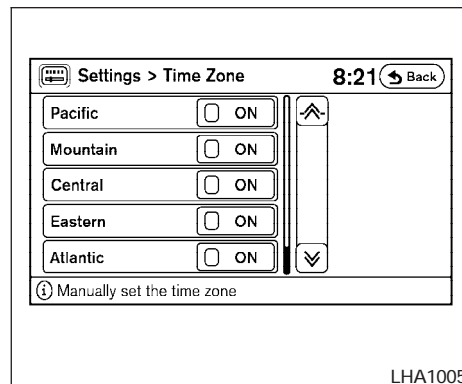 Settings > Time Zone 8:21 Back
Pacific ON
Mountain ON
Central ON
Eastern ON
Atlantic ON
i Manually set the time zone
LHA1005